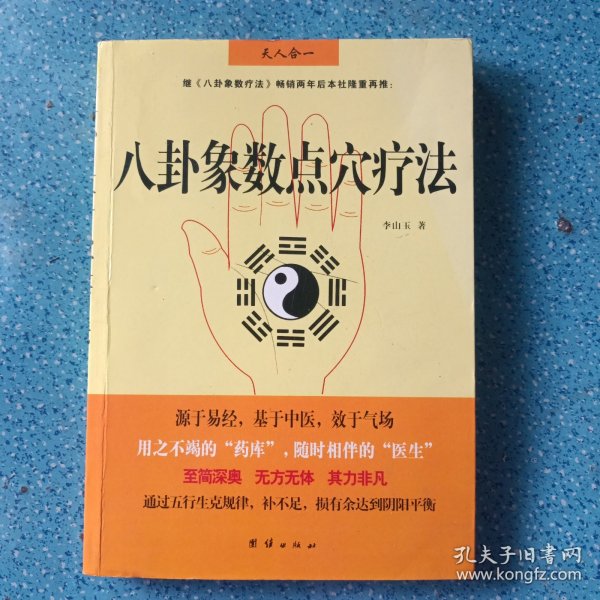 天人合一
继《八卦象数疗法》畅销两年后本社隆重再推：
八卦象数点穴疗法
李山玉 著
源于易经，基于中医，效于气场
用之不竭的“药库”，随时相伴的“医生”
至简深奥 无方无体 其力非凡
通过五行生克规律，补不足，损有余达到阴阳平衡
团结出版社
孔夫子旧书网
www.kongfz.com